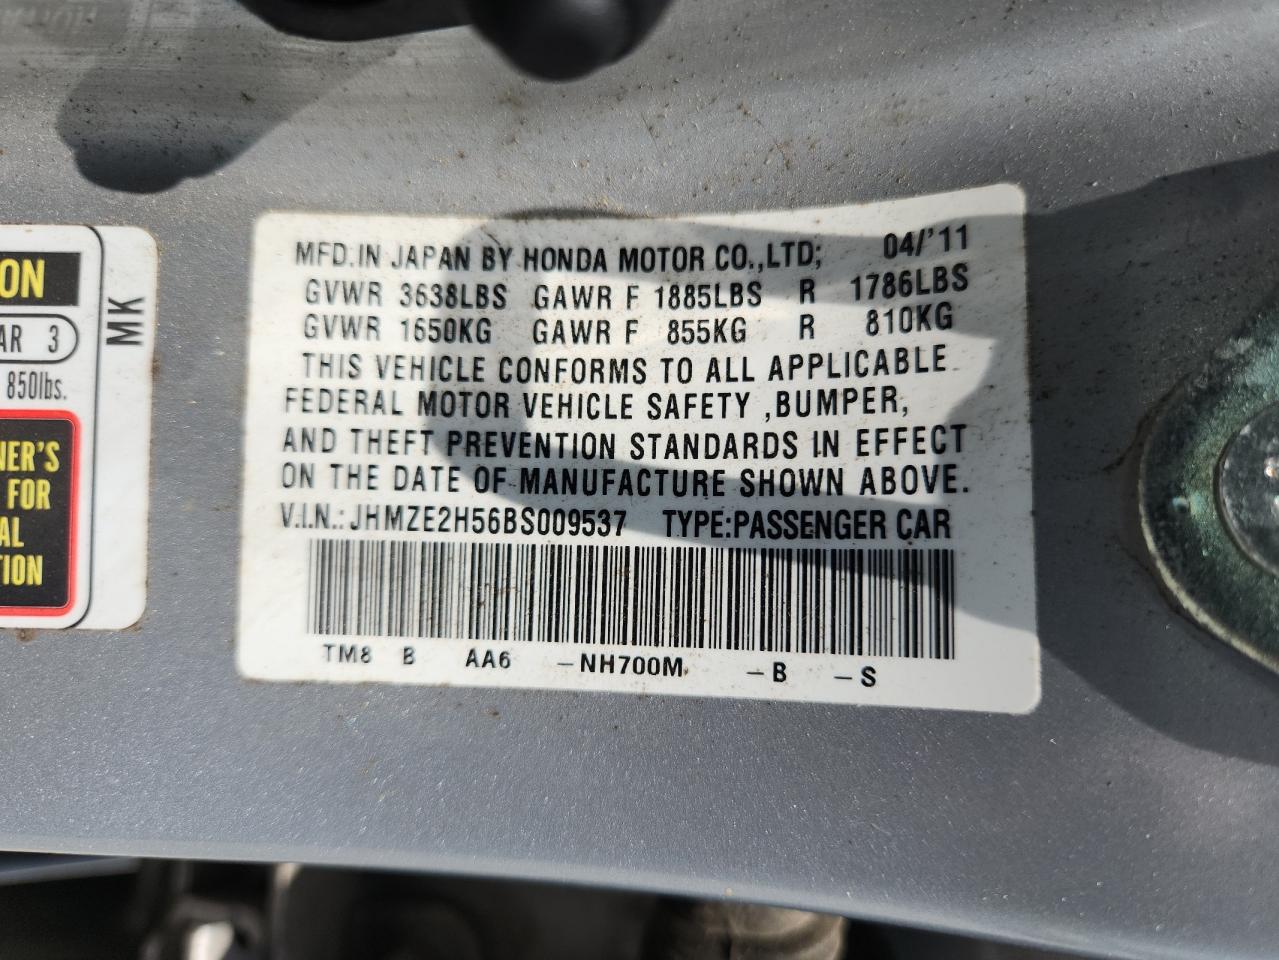 ON
AR 3
850lbs.
NER'S
FOR
AL
TION
MK
MFD.IN JAPAN BY HONDA MOTOR CO.,LTD; 04/'11
GVWR 3638LBS GAWR F 1885LBS R 1786LBS
GVWR 1650KG GAWR F 855KG R 810KG
THIS VEHICLE CONFORMS TO ALL APPLICABLE
FEDERAL MOTOR VEHICLE SAFETY ,BUMPER,
AND THEFT PREVENTION STANDARDS IN EFFECT
ON THE DATE OF MANUFACTURE SHOWN ABOVE.
V.I.N.: JHMZE2H56BS009537 TYPE:PASSENGER CAR
TM8 B AA6 -NH700M -B -S